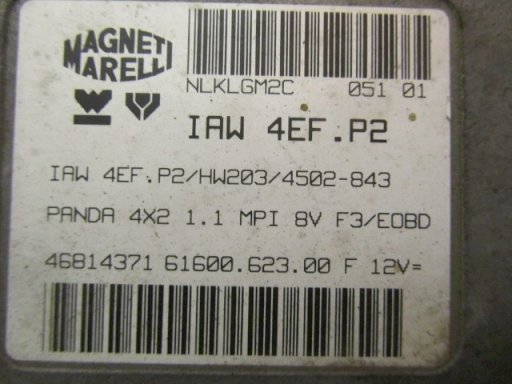 MAGNETI
MARELLI
NLKLGM2C 051 01
IAW 4EF.P2
IAW 4EF.P2/HW203/4502-843
PANDA 4X2 1.1 MPI 8V F3/EOBD
46814371 61600.623.00 F 12V=